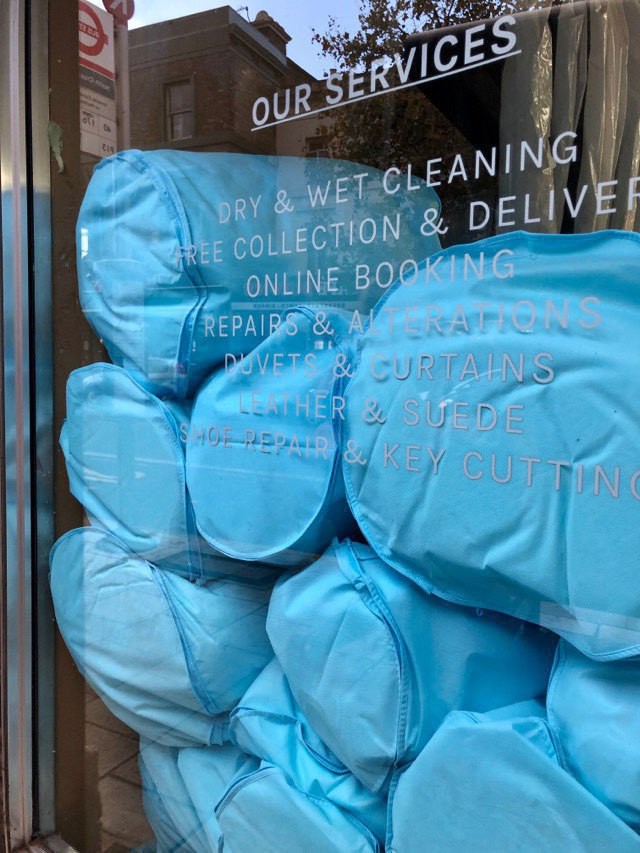 OUR SERVICES
DRY & WET CLEANING
FREE COLLECTION & DELIVER
ONLINE BOOKING
REPAIRS & ALTERATIONS
DUVETS & CURTAINS
LEATHER & SUEDE
SHOE REPAIR & KEY CUTTING